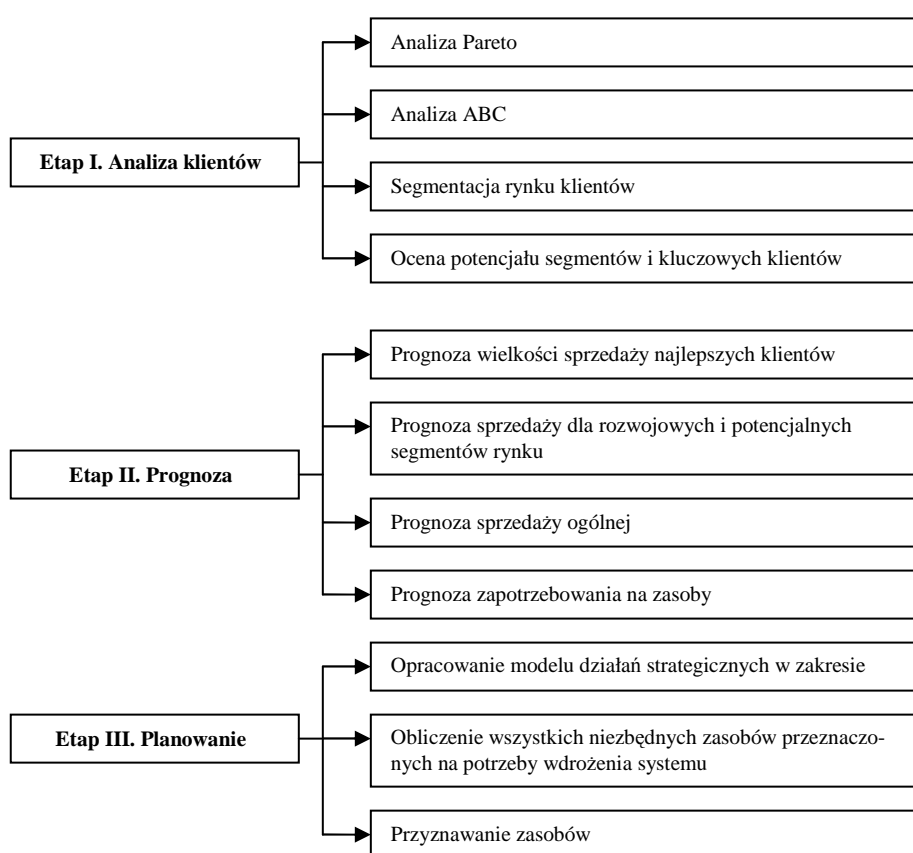 Analiza Pareto
Analiza ABC
Etap I. Analiza klientów
Segmentacja rynku klientów
Ocena potencjału segmentów i kluczowych klientów
Prognoza wielkości sprzedaży najlepszych klientów
Prognoza sprzedaży dla rozwojowych i potencjalnych
segmentów rynku
Etap II. Prognoza
Prognoza sprzedaży ogólnej
Prognoza zapotrzebowania na zasoby
Opracowanie modelu działań strategicznych w zakresie
Etap III. Planowanie
Obliczenie wszystkich niezbędnych zasobów przeznaczo-
nych na potrzeby wdrożenia systemu
Przyznawanie zasobów